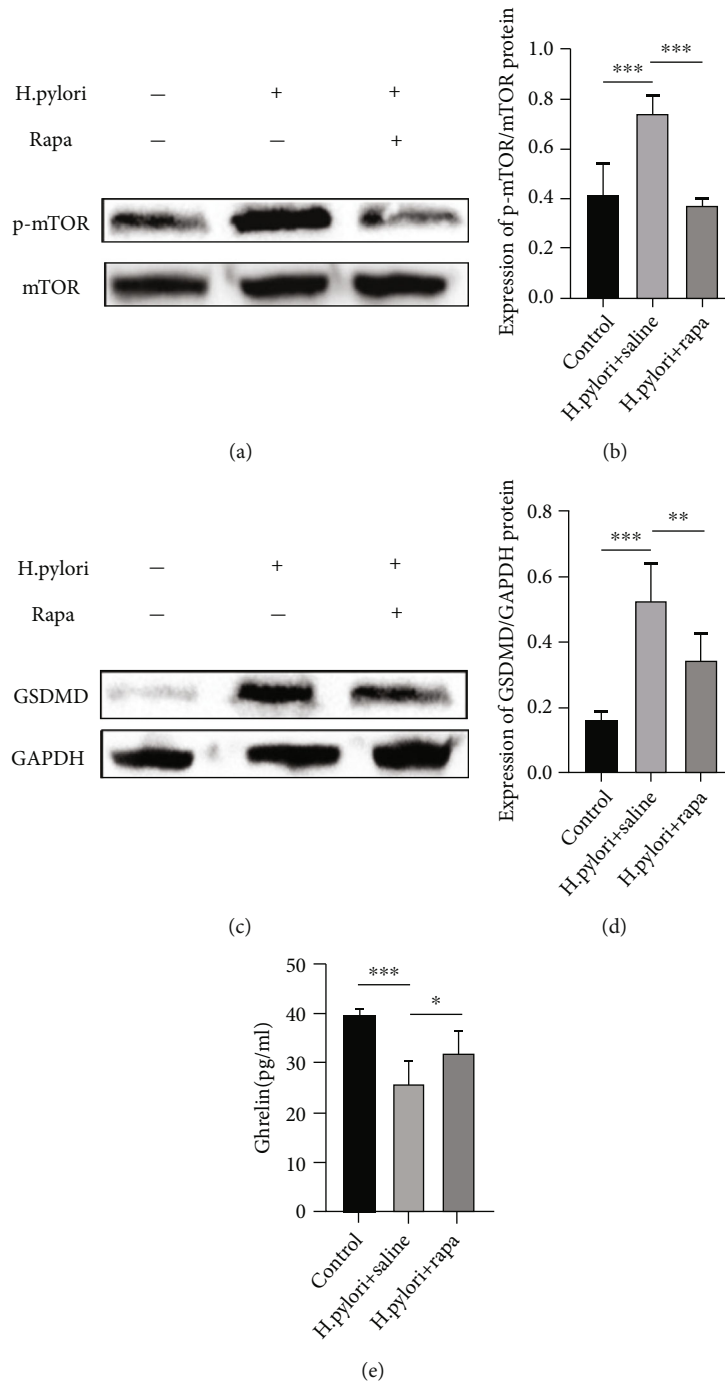 H.pylori — + +
Rapa — — +
p-mTOR
mTOR
(a)
Expression of p-mTOR/mTOR protein
1.0
0.8
0.6
0.4
0.2
0.0
*** ***
Control
H.pylori+saline
H.pylori+rapa
(b)
H.pylori — + +
Rapa — — +
GSDMD
GAPDH
(c)
Expression of GSDMD/GAPDH protein
0.8
0.6
0.4
0.2
0.0
*** **
Control
H.pylori+saline
H.pylori+rapa
(d)
Ghrelin(pg/ml)
50
40
30
20
10
0
*** *
Control
H.pylori+saline
H.pylori+rapa
(e)